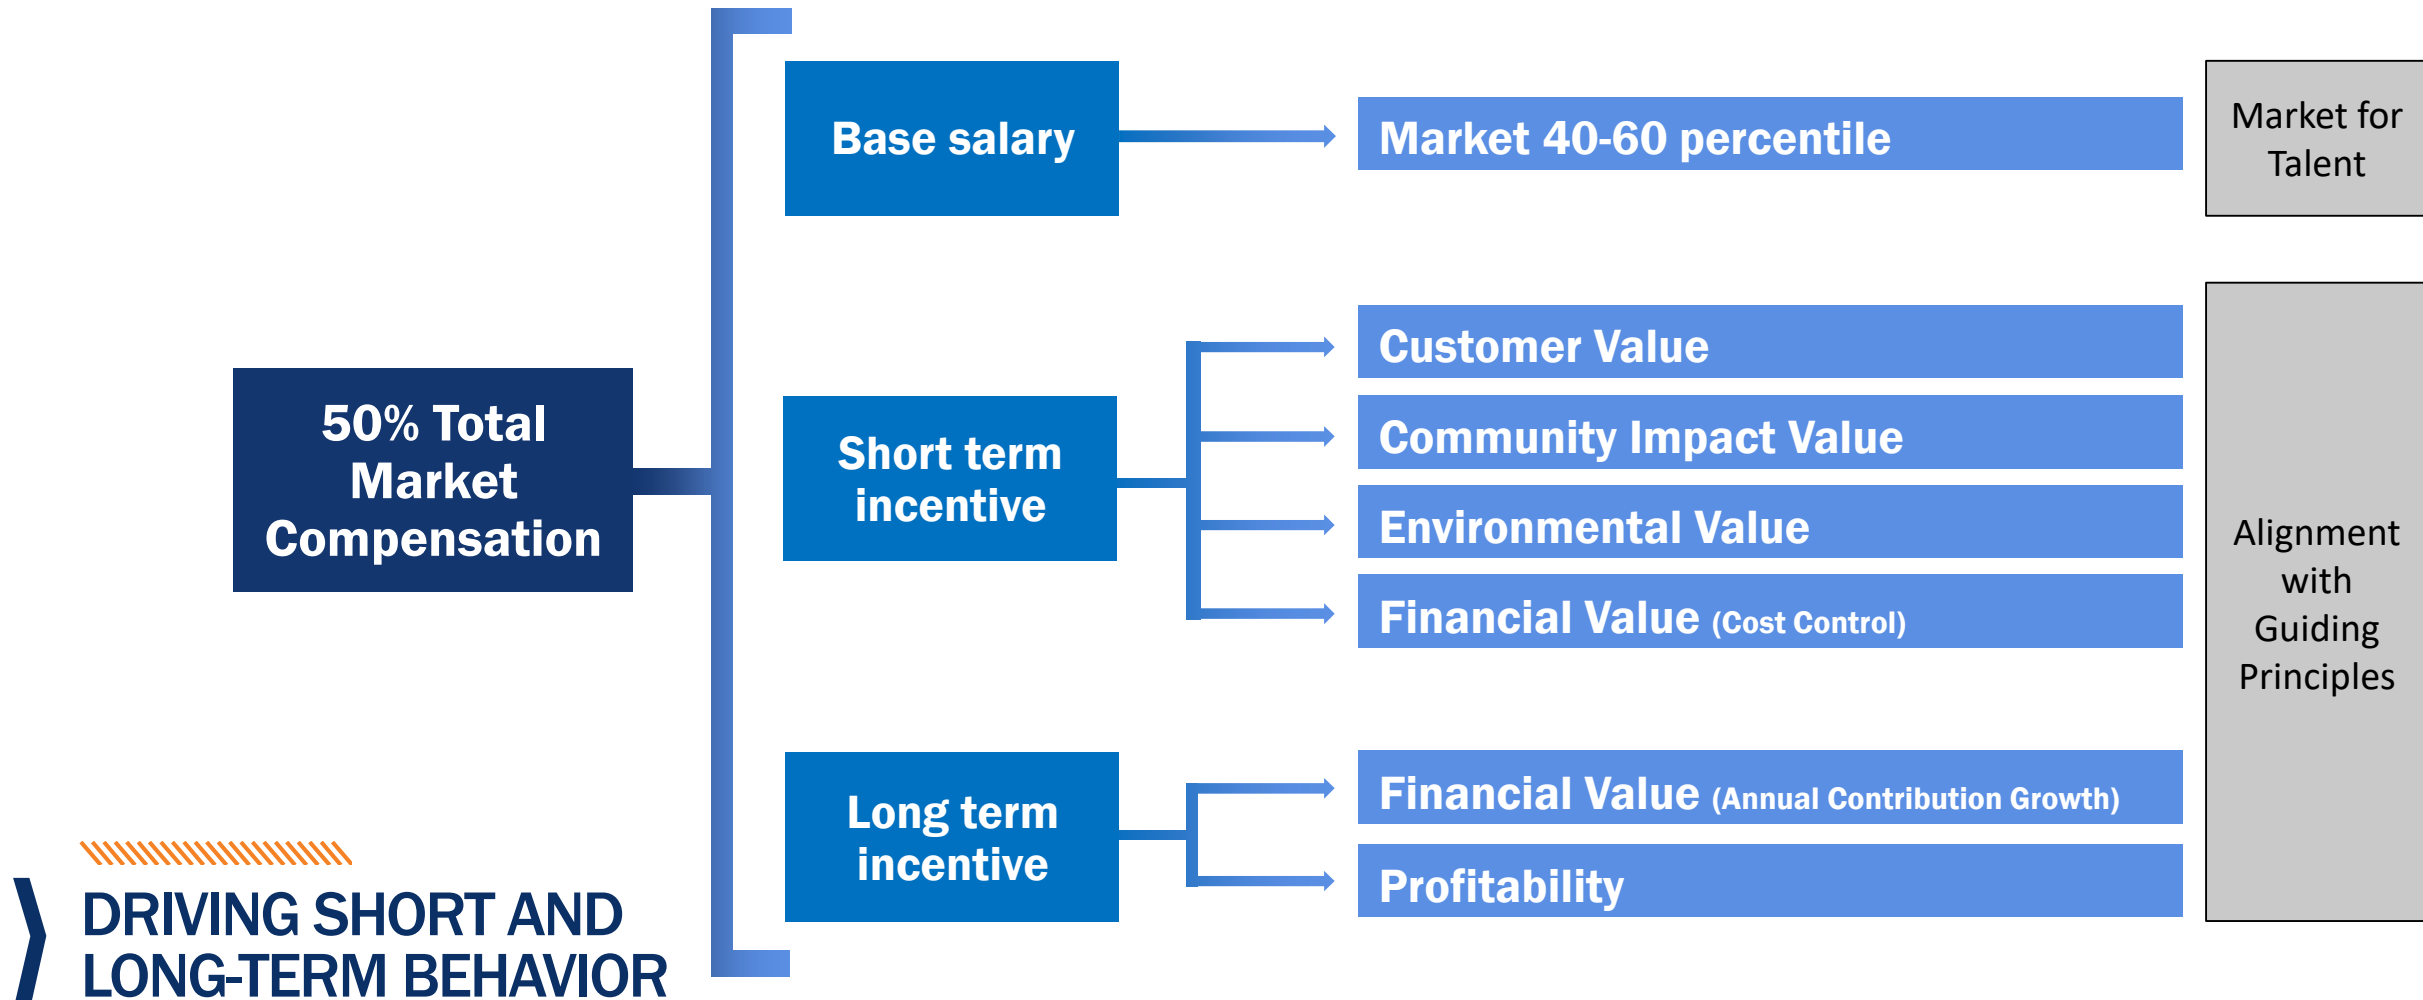 50% Total
Market
Compensation
Base salary
Market 40-60 percentile
Market for
Talent
Short term
incentive
Customer Value
Community Impact Value
Environmental Value
Financial Value (Cost Control)
Alignment
with
Guiding
Principles
Long term
incentive
Financial Value (Annual Contribution Growth)
Profitability
DRIVING SHORT AND
LONG-TERM BEHAVIOR